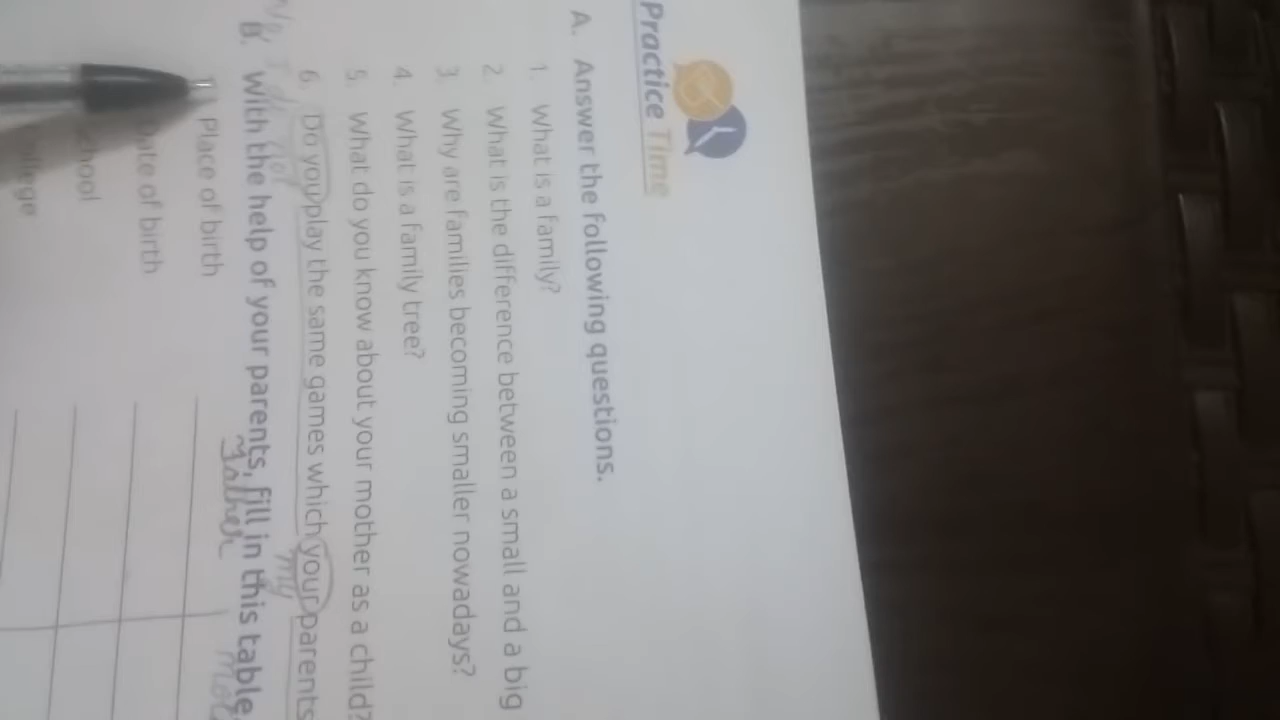 Practice Time
A. Answer the following questions.
1. What is a family?
2. What is the difference between a small and a big
3. Why are families becoming smaller nowadays?
4. What is a family tree?
5. What do you know about your mother as a child?
6. Do you play the same games which your parents
my
B. With the help of your parents, fill in this table.
Father
1. Place of birth
Date of birth